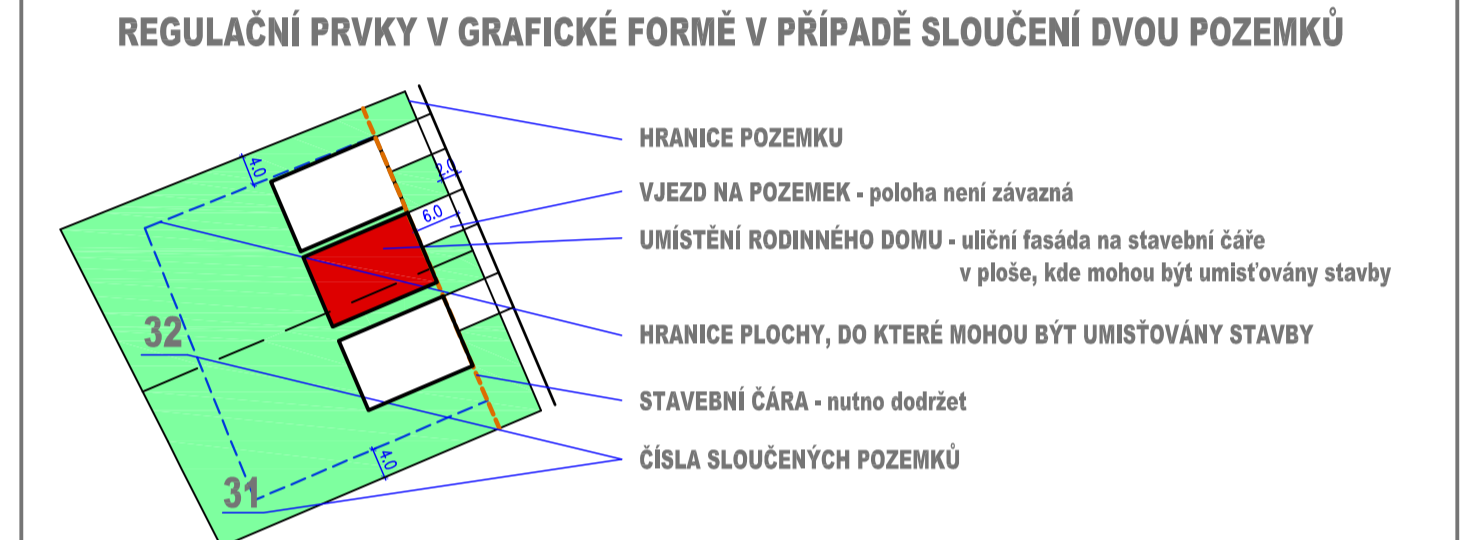 REGULAČNÍ PRVKY V GRAFICKÉ FORMĚ V PŘÍPADĚ SLOUČENÍ DVOU POZEMKŮ
HRANICE POZEMKU
4.0
2.0
VJEZD NA POZEMEK - poloha není závazná
6.0
UMÍSTĚNÍ RODINNÉHO DOMU - uliční fasáda na stavební čáře
v ploše, kde mohou být umisťovány stavby
32
HRANICE PLOCHY, DO KTERÉ MOHOU BÝT UMISŤOVÁNY STAVBY
STAVEBNÍ ČÁRA - nutno dodržet
4.0
ČÍSLA SLOUČENÝCH POZEMKŮ
31